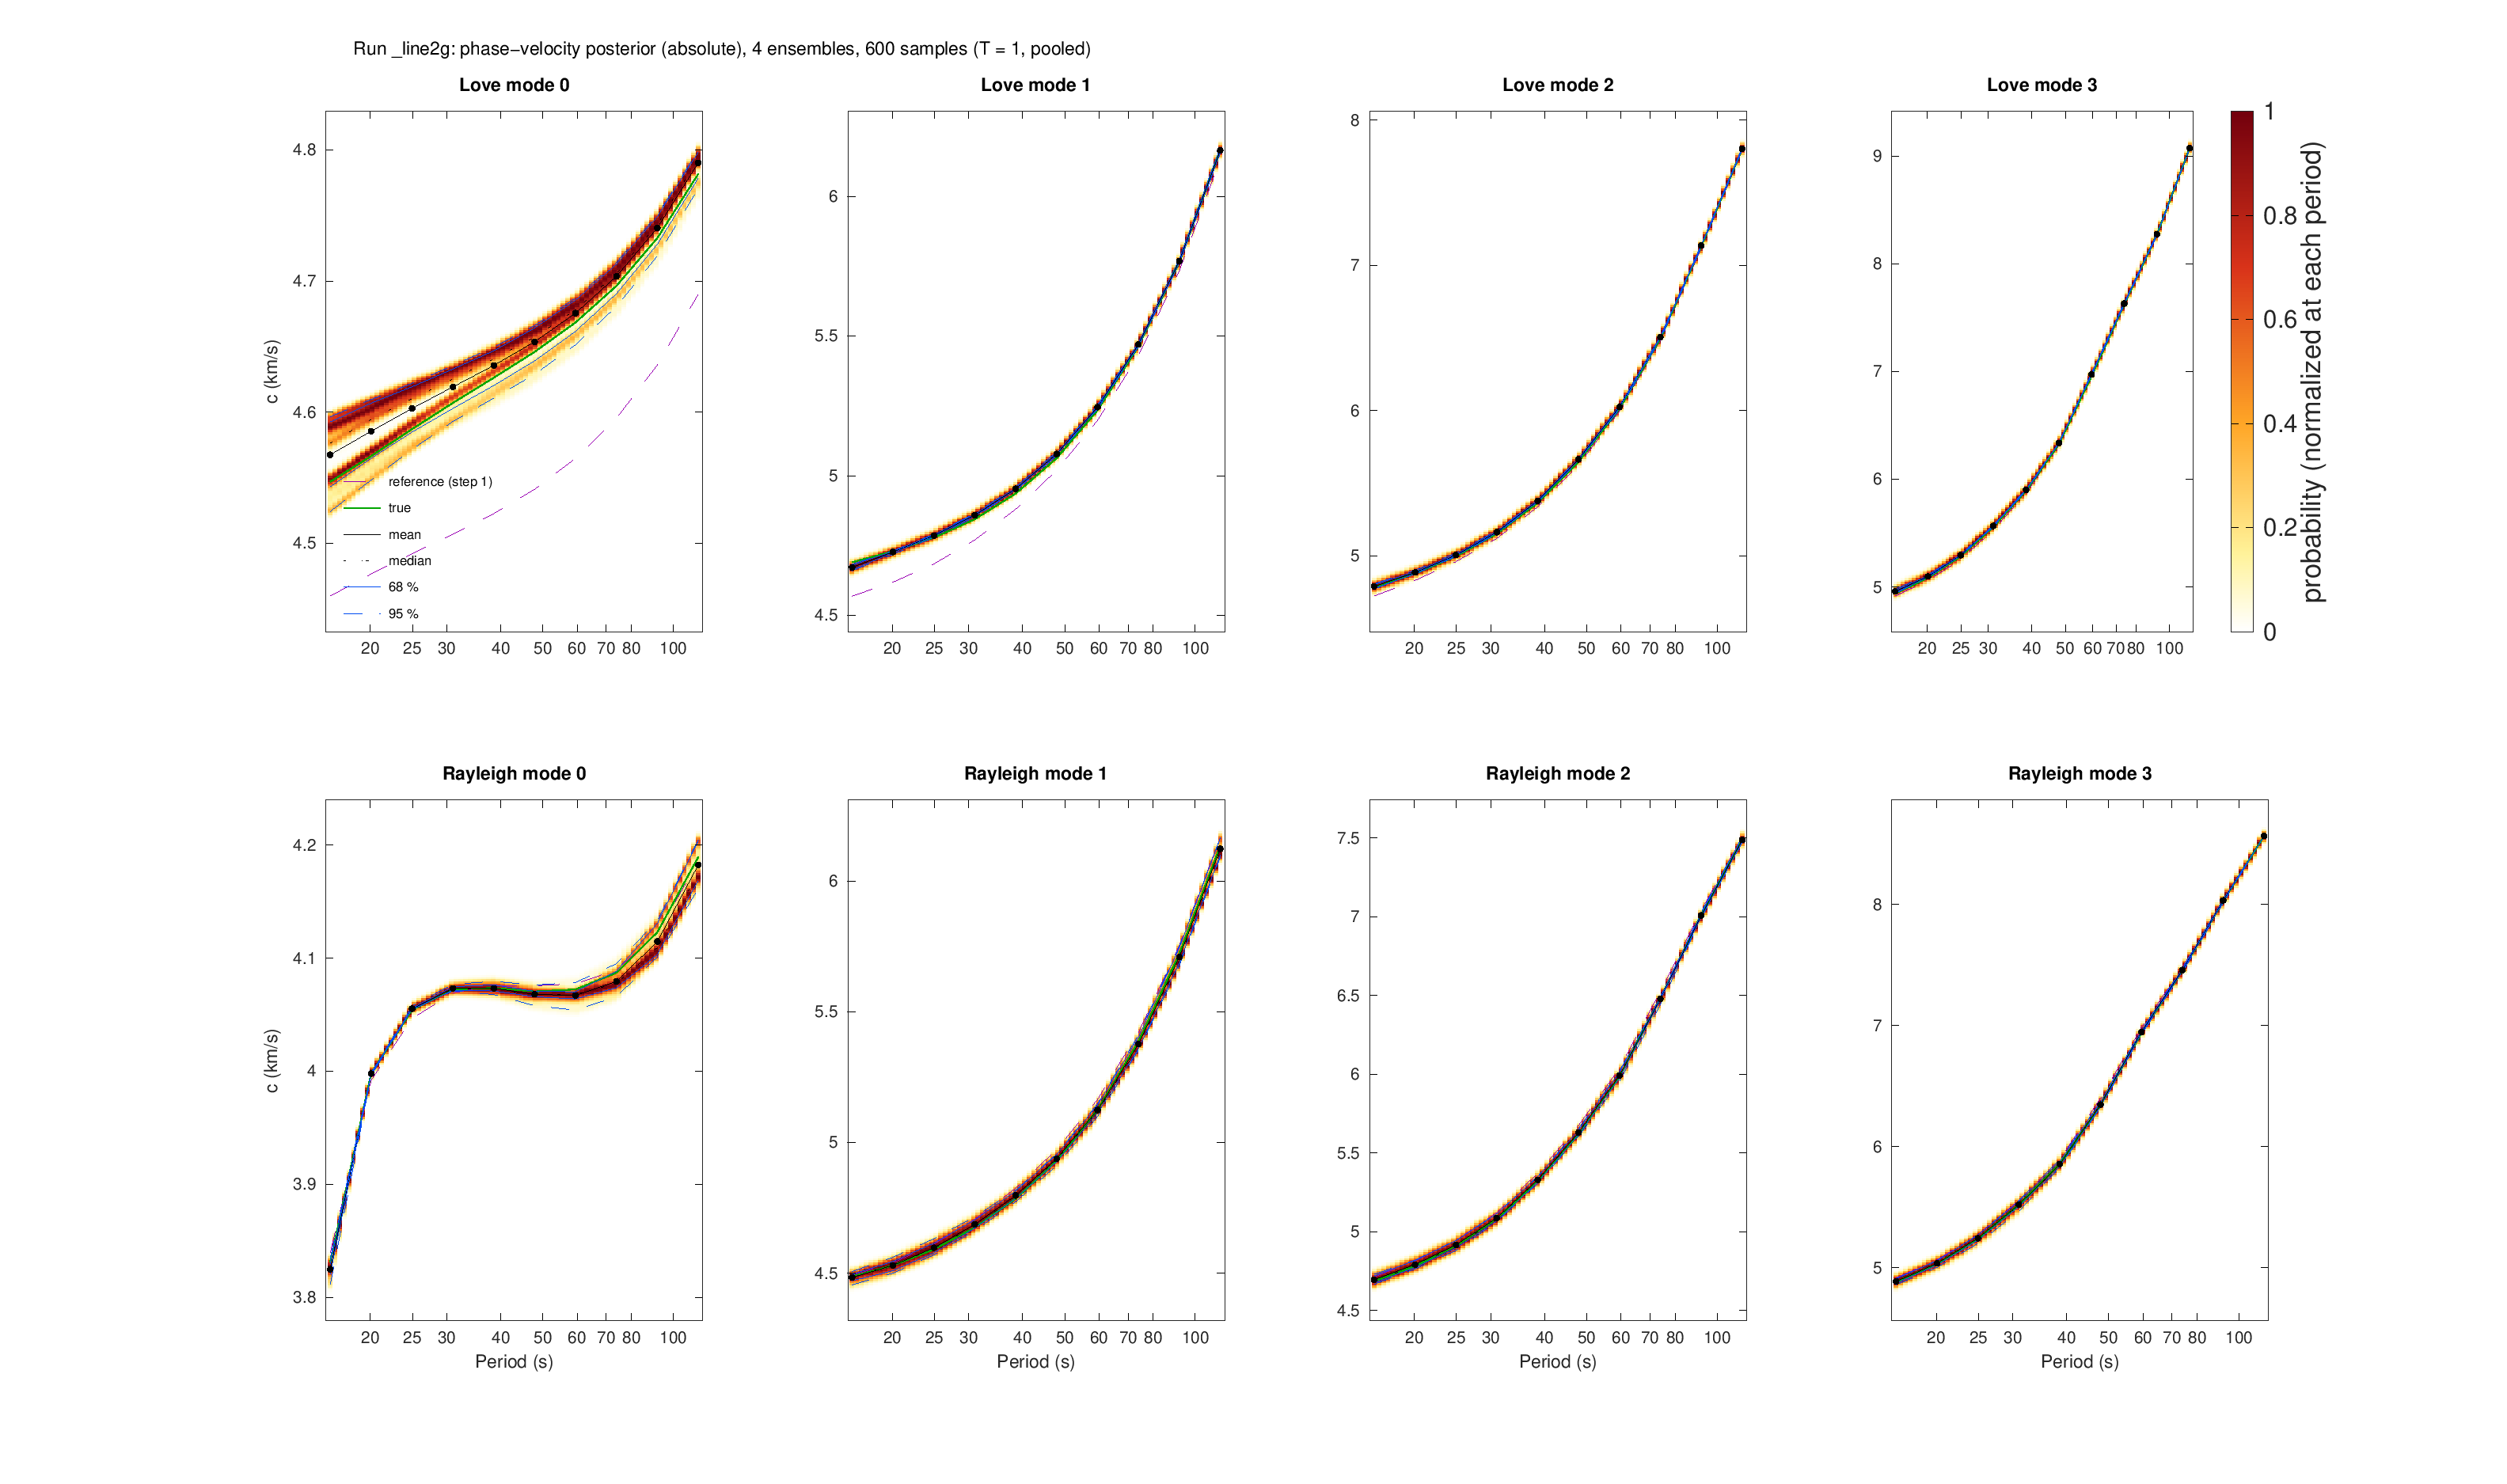 Run _line2g: phase−velocity posterior (absolute), 4 ensembles, 600 samples (T = 1, pooled)
Love mode 0
Love mode 1
Love mode 2
Love mode 3
c (km/s)
4.8
4.7
4.6
4.5
reference (step 1)
true
mean
median
68 %
95 %
20 25 30 40 50 60 70 80 100
6
5.5
5
4.5
20 25 30 40 50 60 70 80 100
8
7
6
5
20 25 30 40 50 60 70 80 100
9
8
7
6
5
20 25 30 40 50 60 70 80 100
1
0.8
0.6
0.4
0.2
0
probability (normalized at each period)
Rayleigh mode 0
Rayleigh mode 1
Rayleigh mode 2
Rayleigh mode 3
c (km/s)
4.2
4.1
4
3.9
3.8
20 25 30 40 50 60 70 80 100
Period (s)
6
5.5
5
4.5
20 25 30 40 50 60 70 80 100
Period (s)
7.5
7
6.5
6
5.5
5
4.5
20 25 30 40 50 60 70 80 100
Period (s)
8
7
6
5
20 25 30 40 50 60 70 80 100
Period (s)